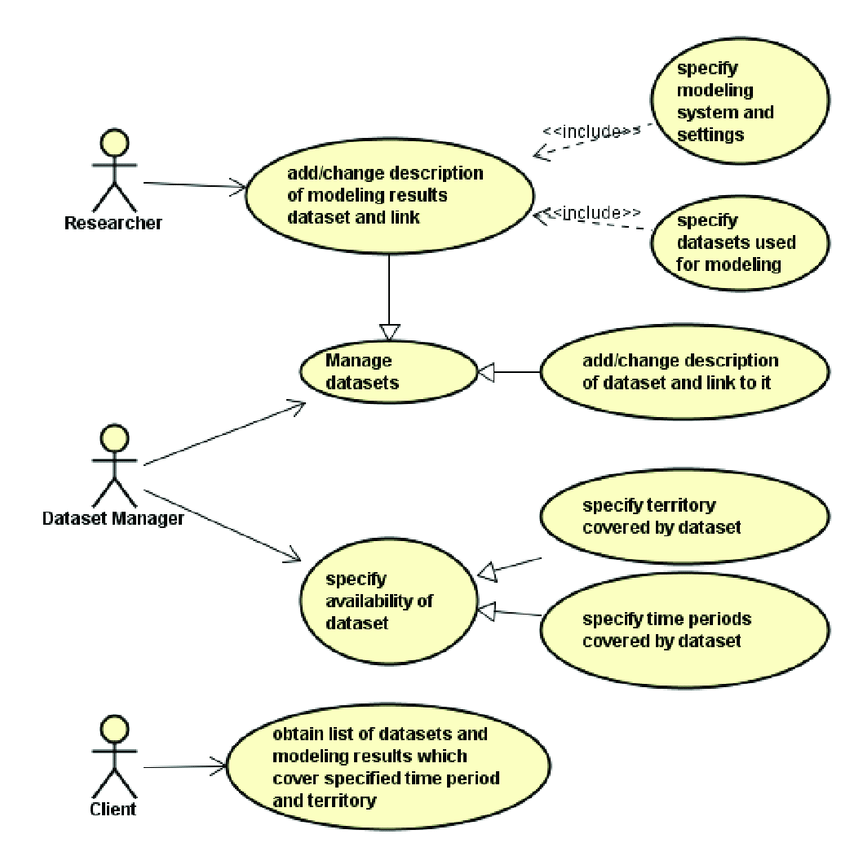 specify
modeling
system and
settings
<<include>>
add/change description
of modeling results
dataset and link
Researcher
<<include>>
specify
datasets used
for modeling
Manage
datasets
add/change description
of dataset and link to it
Dataset Manager
specify territory
covered by dataset
specify
availability of
dataset
specify time periods
covered by dataset
obtain list of datasets and
modeling results which
cover specified time period
and territory
Client